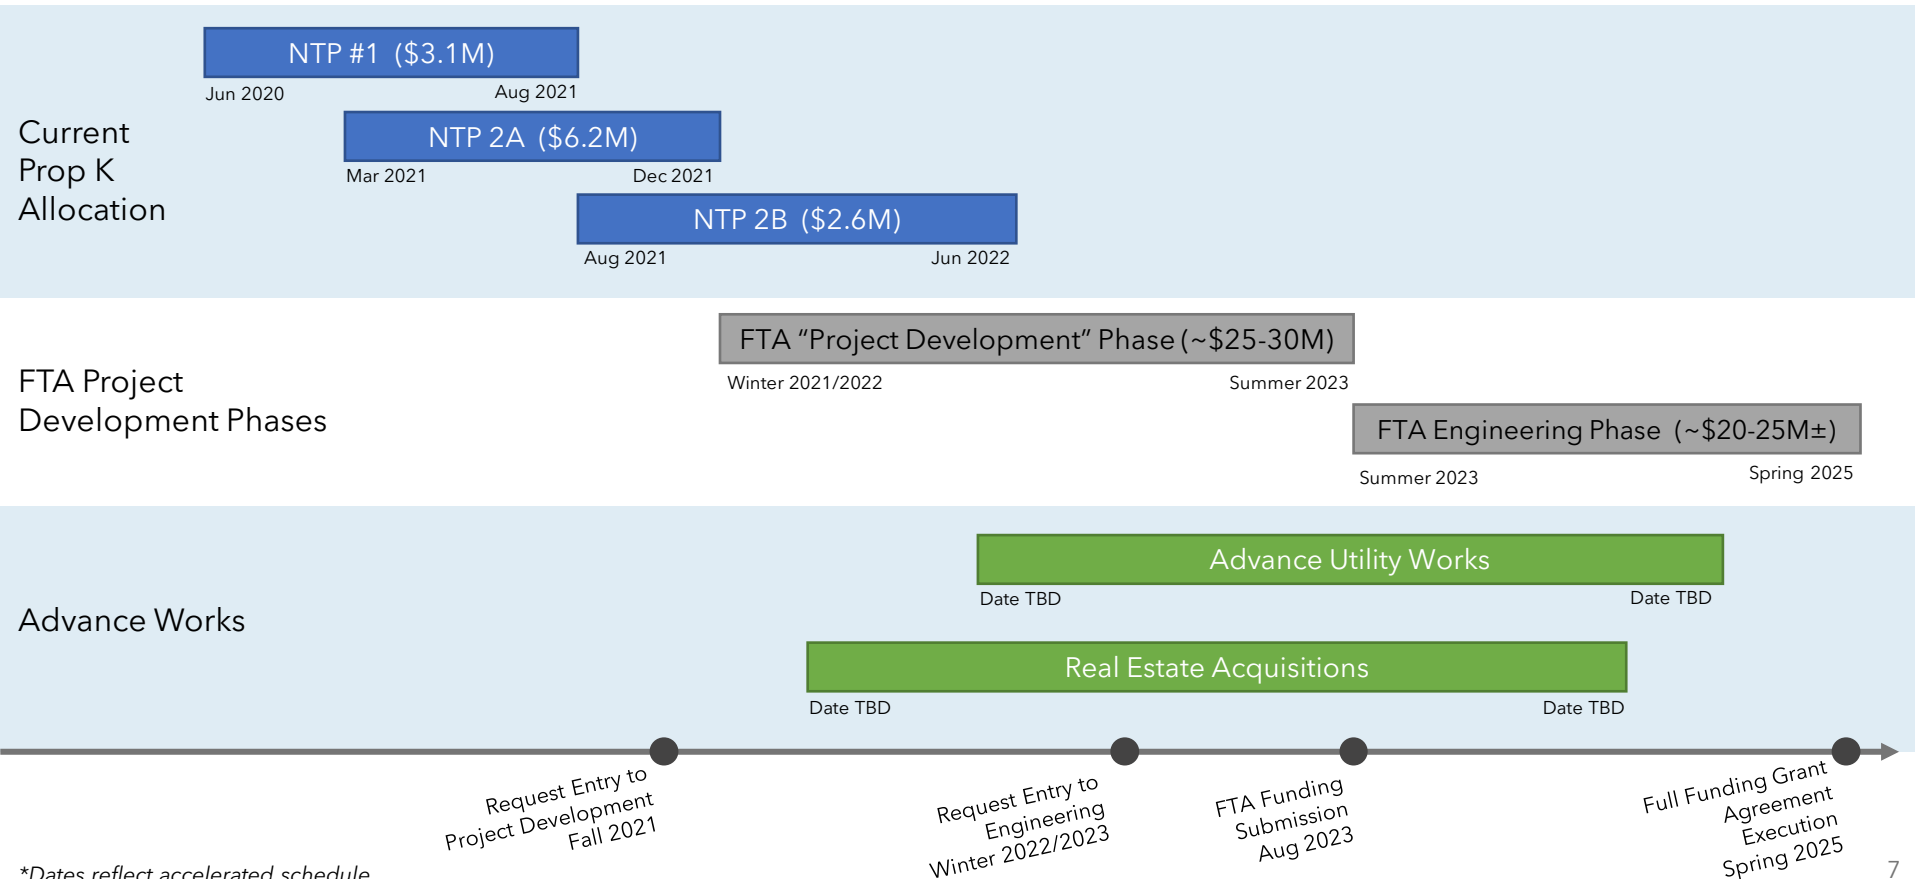 NTP #1 ($3.1M)
Jun 2020
Aug 2021
Current
Prop K
Allocation
NTP 2A ($6.2M)
Mar 2021
Dec 2021
NTP 2B ($2.6M)
Aug 2021
Jun 2022
FTA Project
Development Phases
FTA “Project Development” Phase (~$25-30M)
Winter 2021/2022
Summer 2023
FTA Engineering Phase (~$20-25M±)
Summer 2023
Spring 2025
Advance Works
Advance Utility Works
Date TBD
Date TBD
Real Estate Acquisitions
Date TBD
Date TBD
Request Entry to
Project Development
Fall 2021
Request Entry to
Engineering
Winter 2022/2023
FTA Funding
Submission
Aug 2023
Full Funding Grant
Agreement
Execution
Spring 2025
*Dates reflect accelerated schedule
7